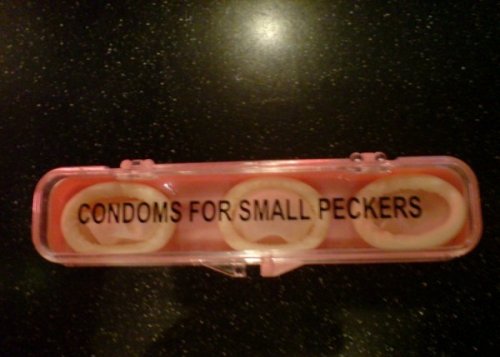 CONDOMS FOR SMALL PECKERS